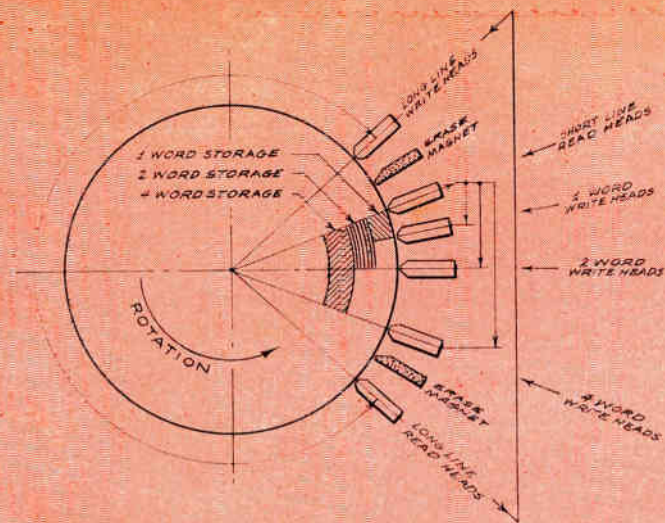 LONG LINE
WRITE HEADS
ERASE
MAGNET
SHORT LINE
READ HEADS
1 WORD STORAGE
2 WORD STORAGE
4 WORD STORAGE
1 WORD
WRITE HEADS
2 WORD
WRITE HEADS
ROTATION
ERASE
MAGNET
4 WORD
WRITE HEADS
LONG LINE
READ HEADS